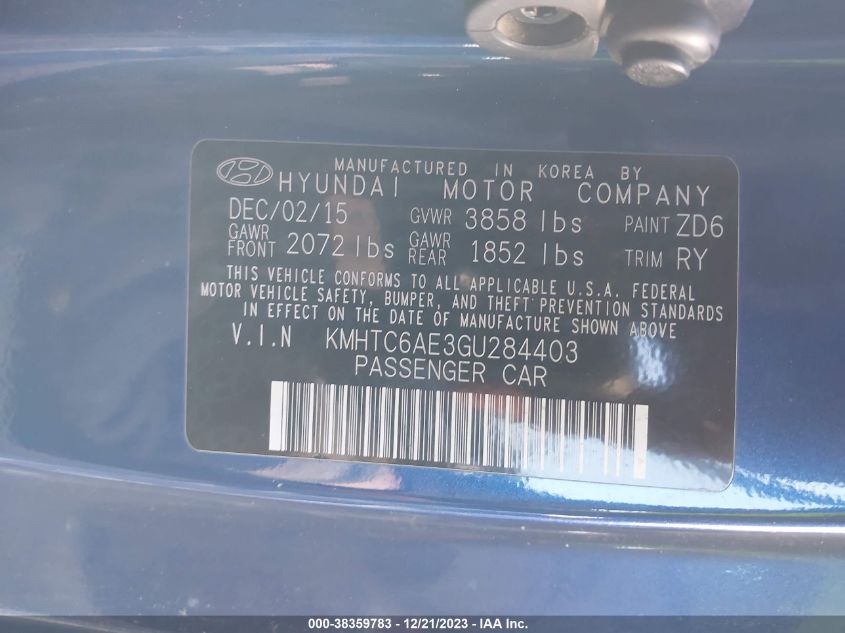 MANUFACTURED IN KOREA BY
HYUNDAI MOTOR COMPANY
DEC/02/15 GVWR 3858 lbs PAINT ZD6
GAWR FRONT 2072 lbs GAWR REAR 1852 lbs TRIM RY
THIS VEHICLE CONFORMS TO ALL APPLICABLE U.S.A. FEDERAL
MOTOR VEHICLE SAFETY, BUMPER, AND THEFT PREVENTION STANDARDS
IN EFFECT ON THE DATE OF MANUFACTURE SHOWN ABOVE
V.I.N KMHTC6AE3GU284403
PASSENGER CAR
000-38359783 - 12/21/2023 - IAA Inc.